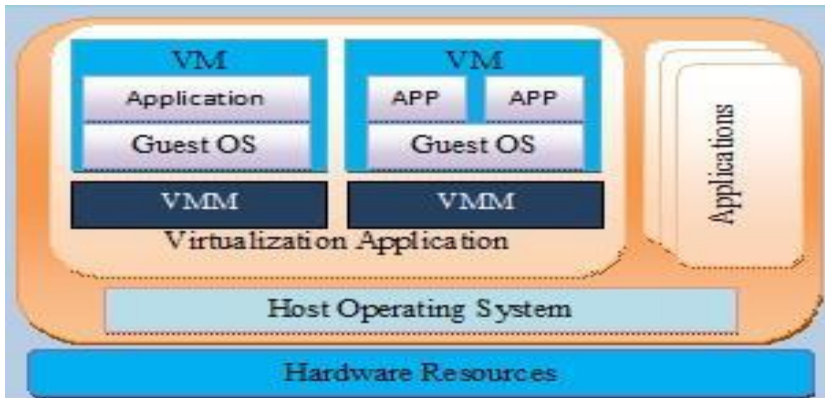 VM
Application
Guest OS
VMM
VM
APP APP
Guest OS
VMM
Virtualization Application
Applications
Host Operating System
Hardware Resources